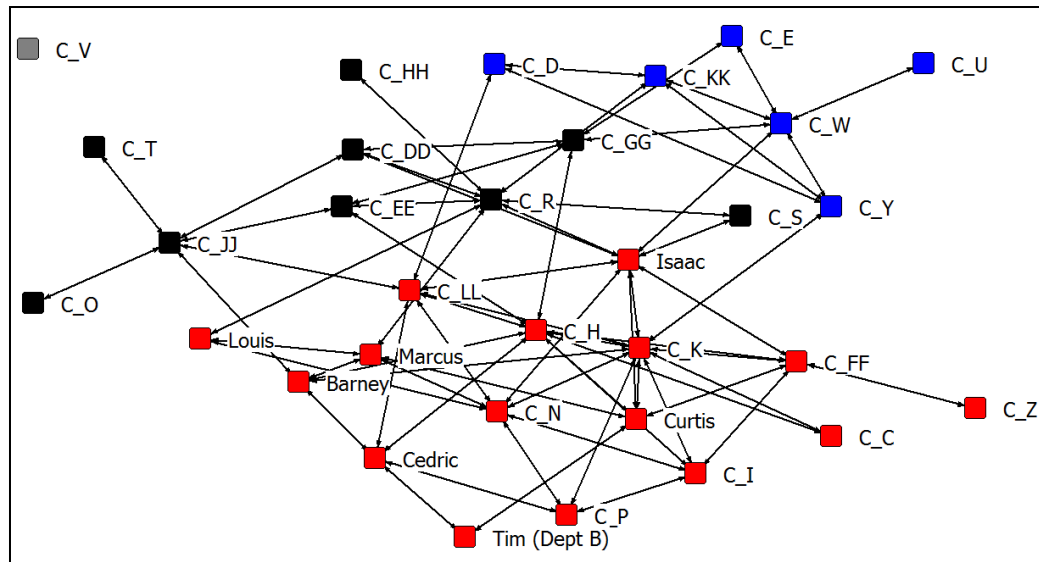 C_V
C_E
C_HH
C_D
C_KK
C_U
C_W
C_T
C_DD
C_GG
C_EE
C_R
C_S
C_Y
C_JJ
Isaac
C_LL
C_O
Louis
C_H
Marcus
C_K
C_FF
Barney
C_N
Curtis
C_Z
C_C
Cedric
C_I
C_P
Tim (Dept B)